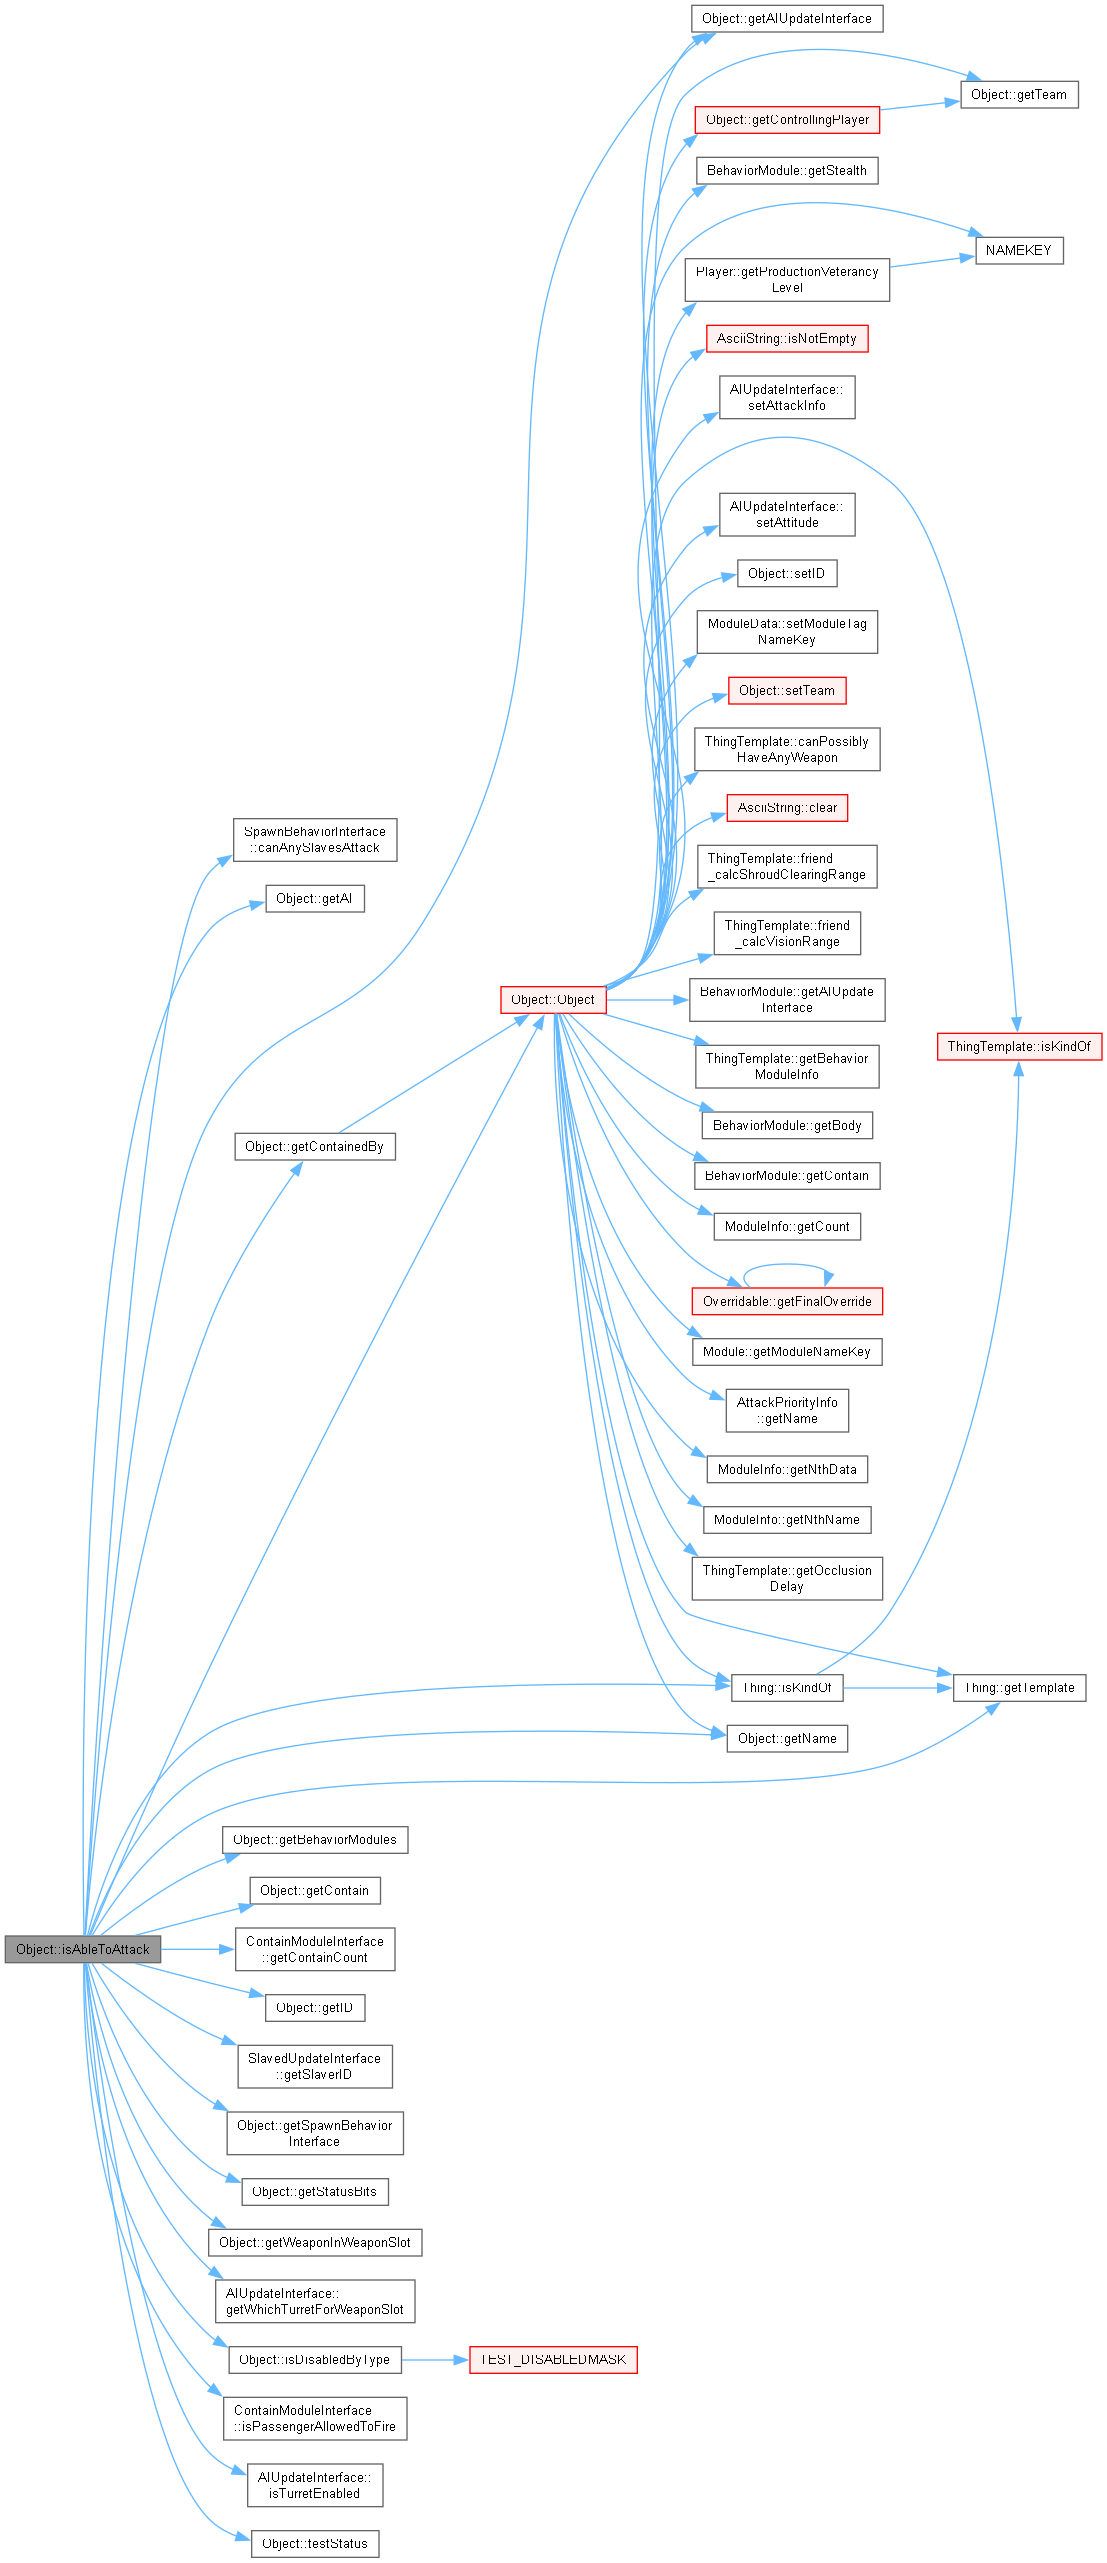 Object::getAIUpdateInterface
Object::getTeam
Object::getControllingPlayer
BehaviorModule::getStealth
NAMEKEY
Player::getProductionVeterancy
Level
AsciiString::isNotEmpty
AIUpdateInterface::
setAttackInfo
AIUpdateInterface::
setAttitude
Object::setID
ModuleData::setModuleTag
NameKey
Object::setTeam
ThingTemplate::canPossibly
HaveAnyWeapon
AsciiString::clear
SpawnBehaviorInterface
::canAnySlavesAttack
ThingTemplate::friend
_calcShroudClearingRange
Object::getAI
ThingTemplate::friend
_calcVisionRange
Object::Object
BehaviorModule::getAIUpdate
Interface
ThingTemplate::isKindOf
ThingTemplate::getBehavior
ModuleInfo
BehaviorModule::getBody
Object::getContainedBy
BehaviorModule::getContain
ModuleInfo::getCount
Overridable::getFinalOverride
Module::getModuleNameKey
AttackPriorityInfo
::getName
ModuleInfo::getNthData
ModuleInfo::getNthName
ThingTemplate::getOcclusion
Delay
Thing::isKindOf
Thing::getTemplate
Object::getName
Object::getBehaviorModules
Object::getContain
Object::isAbleToAttack
ContainModuleInterface
::getContainCount
Object::getID
SlavedUpdateInterface
::getSlaverID
Object::getSpawnBehavior
Interface
Object::getStatusBits
Object::getWeaponInWeaponSlot
AIUpdateInterface::
getWhichTurretForWeaponSlot
Object::isDisabledByType
TEST_DISABLEDMASK
ContainModuleInterface
::isPassengerAllowedToFire
AIUpdateInterface::
isTurretEnabled
Object::testStatus